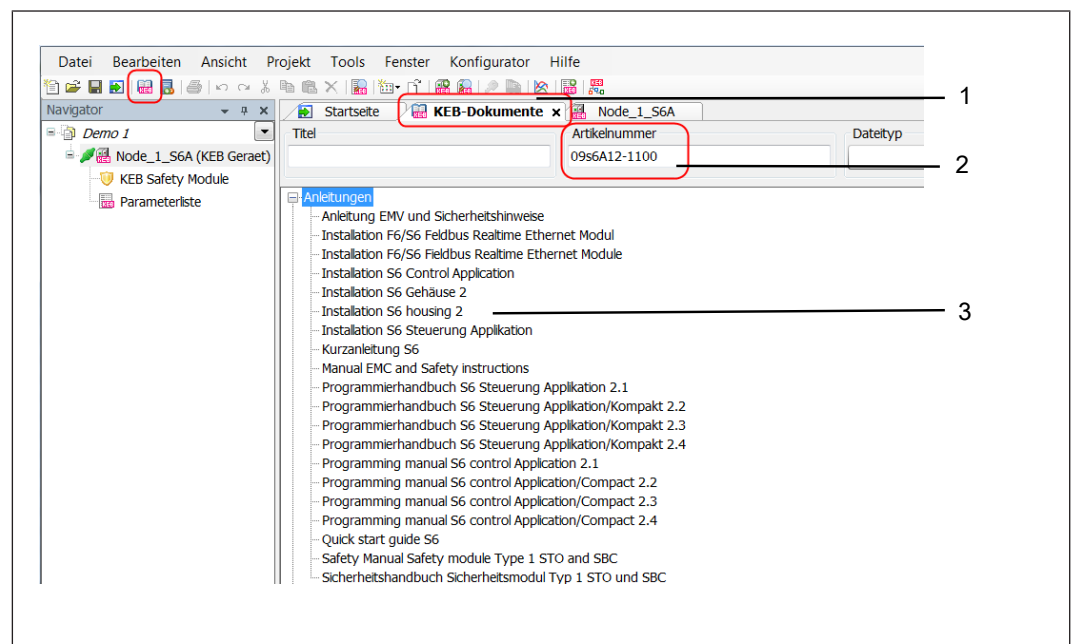 Datei Bearbeiten Ansicht Projekt Tools Fenster Konfigurator Hilfe
Navigator
Startseite KEB-Dokumente x Node_1_S6A
1
Demo 1
Titel Artikelnummer Dateityp
Node_1_S6A (KEB Geraet)
09s6A12-1100
2
KEB Safety Module
Parameterliste
Anleitungen
Anleitung EMV und Sicherheitshinweise
Installation F6/S6 Feldbus Realtime Ethernet Modul
Installation F6/S6 Fieldbus Realtime Ethernet Module
Installation S6 Control Application
Installation S6 Gehäuse 2
Installation S6 housing 2
3
Installation S6 Steuerung Applikation
Kurzanleitung S6
Manual EMC and Safety instructions
Programmierhandbuch S6 Steuerung Applikation 2.1
Programmierhandbuch S6 Steuerung Applikation/Kompakt 2.2
Programmierhandbuch S6 Steuerung Applikation/Kompakt 2.3
Programmierhandbuch S6 Steuerung Applikation/Kompakt 2.4
Programming manual S6 control Application 2.1
Programming manual S6 control Application/Compact 2.2
Programming manual S6 control Application/Compact 2.3
Programming manual S6 control Application/Compact 2.4
Quick start guide S6
Safety Manual Safety module Type 1 STO and SBC
Sicherheitshandbuch Sicherheitsmodul Typ 1 STO und SBC